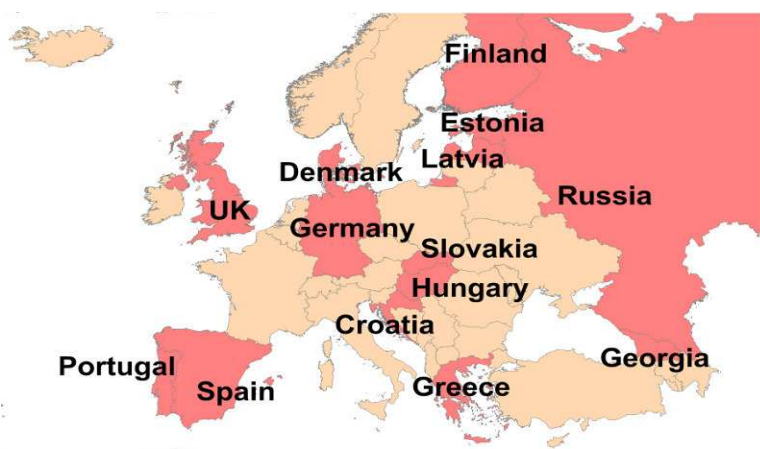 Finland
Estonia
Latvia
Denmark
Russia
UK
Germany
Slovakia
Hungary
Croatia
Georgia
Portugal
Spain
Greece